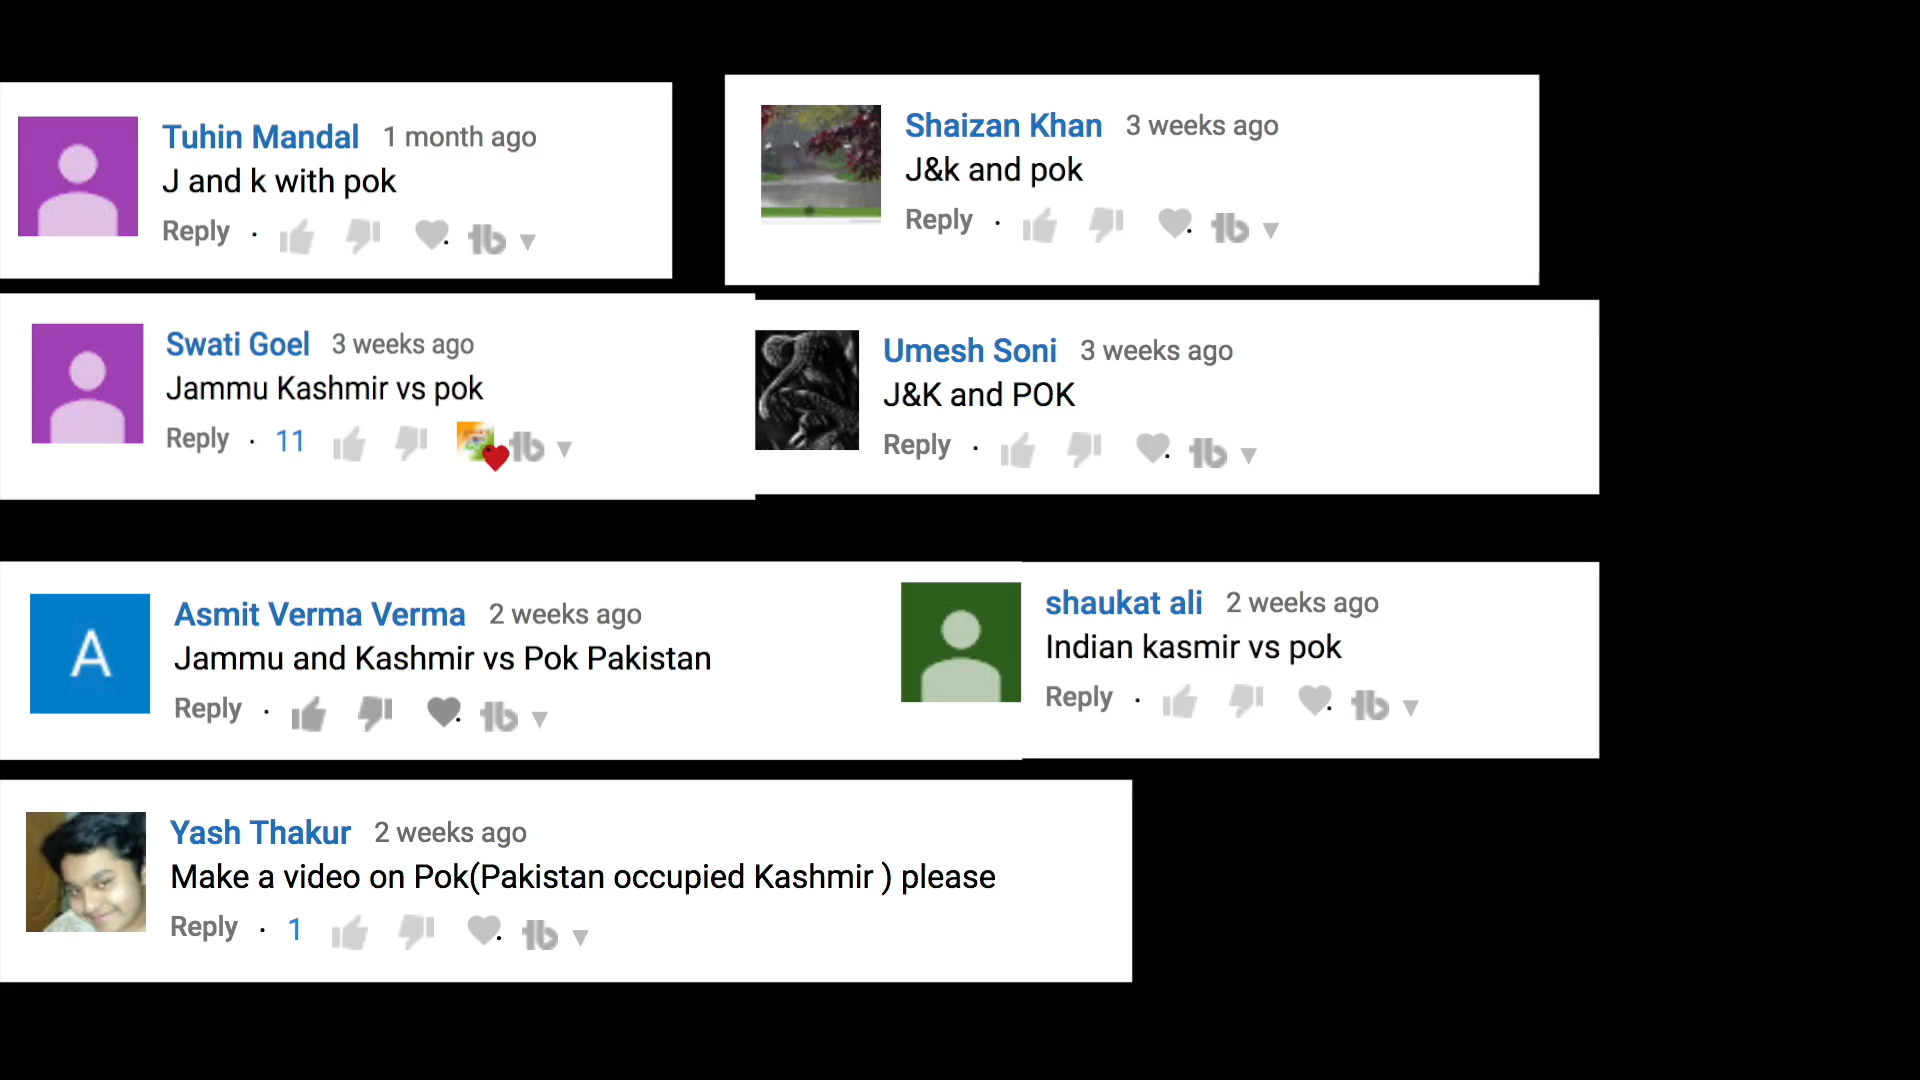 Tuhin Mandal 1 month ago
J and k with pok
Reply
Shaizan Khan 3 weeks ago
J&k and pok
Reply
Swati Goel 3 weeks ago
Jammu Kashmir vs pok
Reply · 11
Umesh Soni 3 weeks ago
J&K and POK
Reply
A
Asmit Verma Verma 2 weeks ago
Jammu and Kashmir vs Pok Pakistan
Reply
shaukat ali 2 weeks ago
Indian kasmir vs pok
Reply
Yash Thakur 2 weeks ago
Make a video on Pok(Pakistan occupied Kashmir ) please
Reply · 1